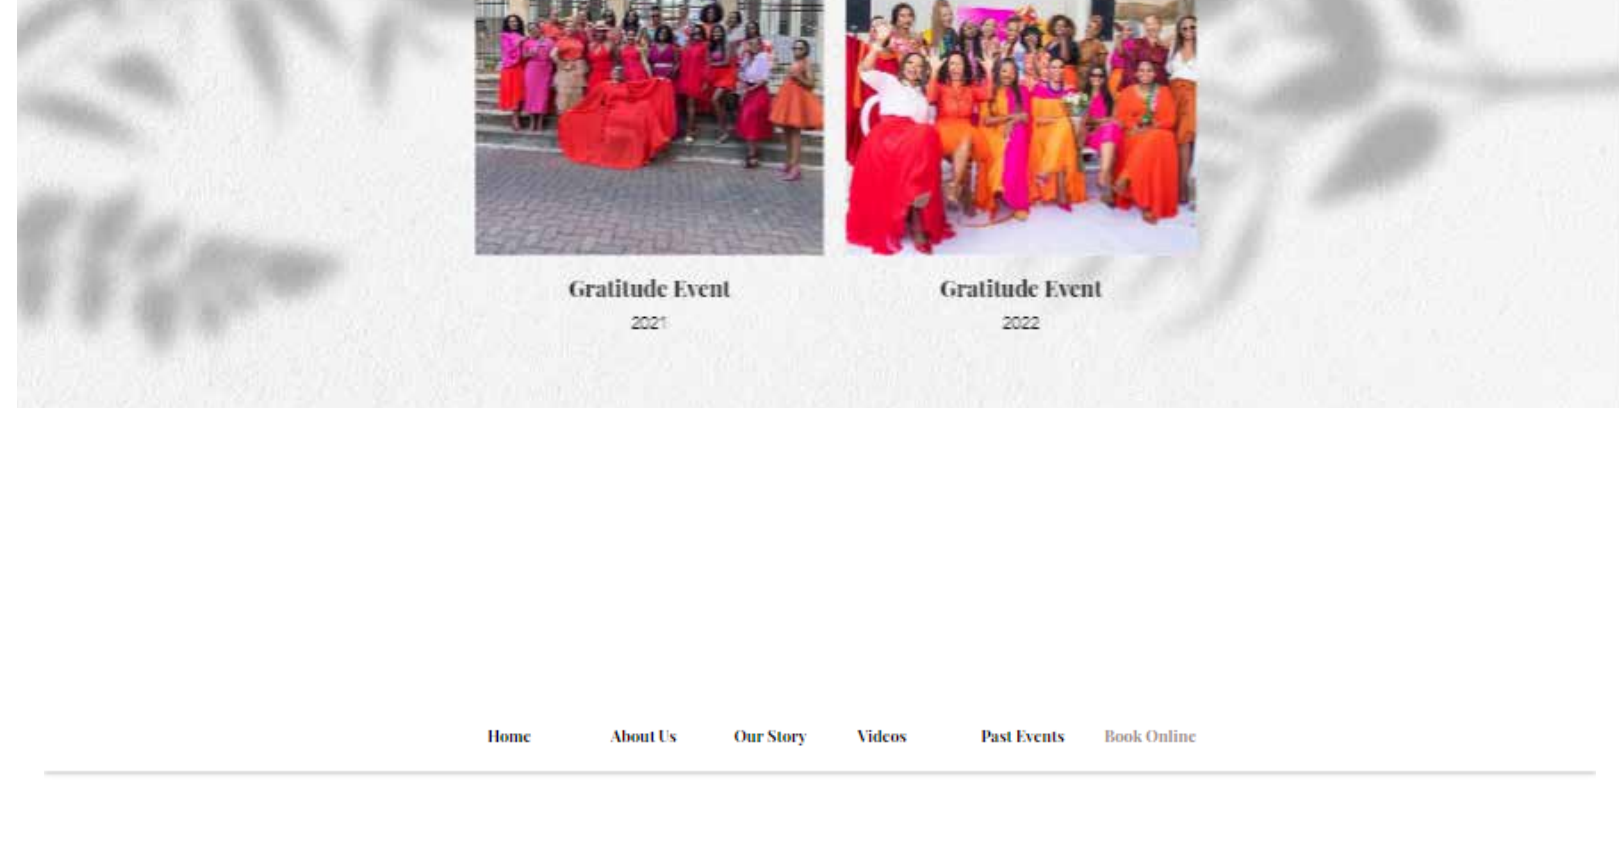 Gratitude Event
2021
Gratitude Event
2022
Home About Us Our Story Videos Past Events Book Online